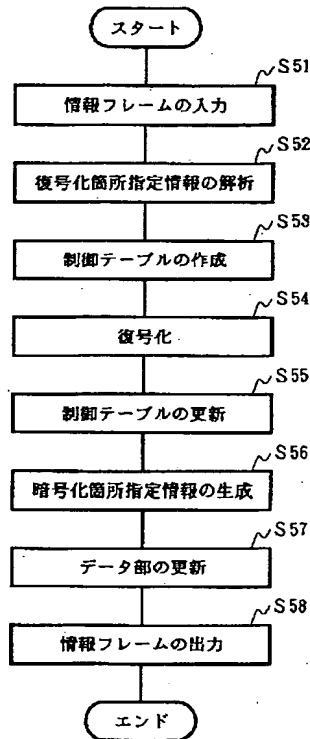 スタート
S51
情報フレームの入力
S52
復号化箇所指定情報の解析
S53
制御テーブルの作成
S54
復号化
S55
制御テーブルの更新
S56
暗号化箇所指定情報の生成
S57
データ部の更新
S58
情報フレームの出力
エンド